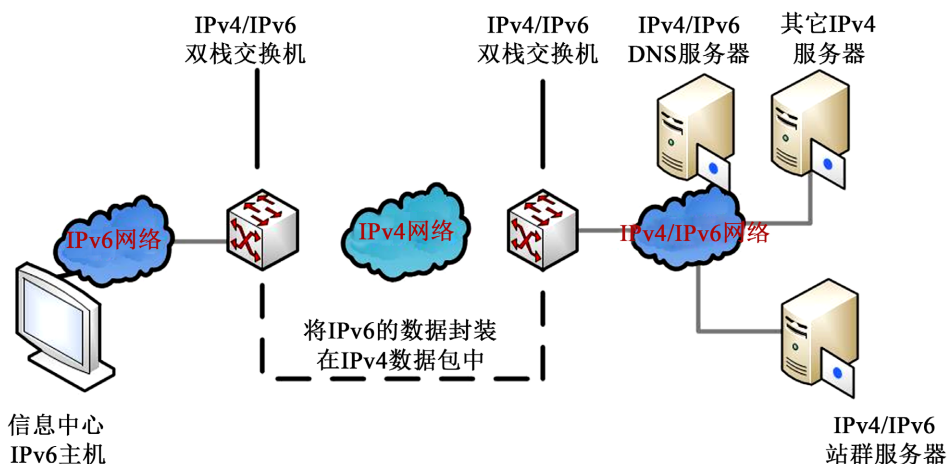 IPv4/IPv6
双栈交换机
IPv4/IPv6
双栈交换机
IPv4/IPv6
DNS服务器
其它IPv4
服务器
IPv6网络
IPv4网络
IPv4/IPv6网络
将IPv6的数据封装
在IPv4数据包中
信息中心
IPv6主机
IPv4/IPv6
站群服务器